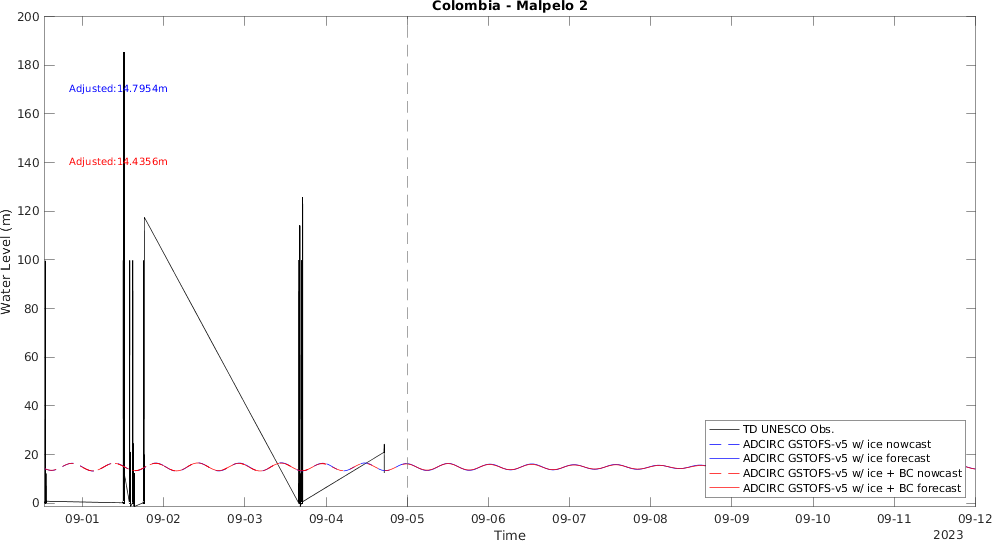 Colombia - Malpelo 2
200
180
160
140
120
100
80
60
40
20
0
Water Level (m)
Adjusted:14.7954m
Adjusted:14.4356m
TD UNESCO Obs.
ADCIRC GSTOFS-v5 w/ ice nowcast
ADCIRC GSTOFS-v5 w/ ice forecast
ADCIRC GSTOFS-v5 w/ ice + BC nowcast
ADCIRC GSTOFS-v5 w/ ice + BC forecast
09-01 09-02 09-03 09-04 09-05 09-06 09-07 09-08 09-09 09-10 09-11 09-12
Time
2023